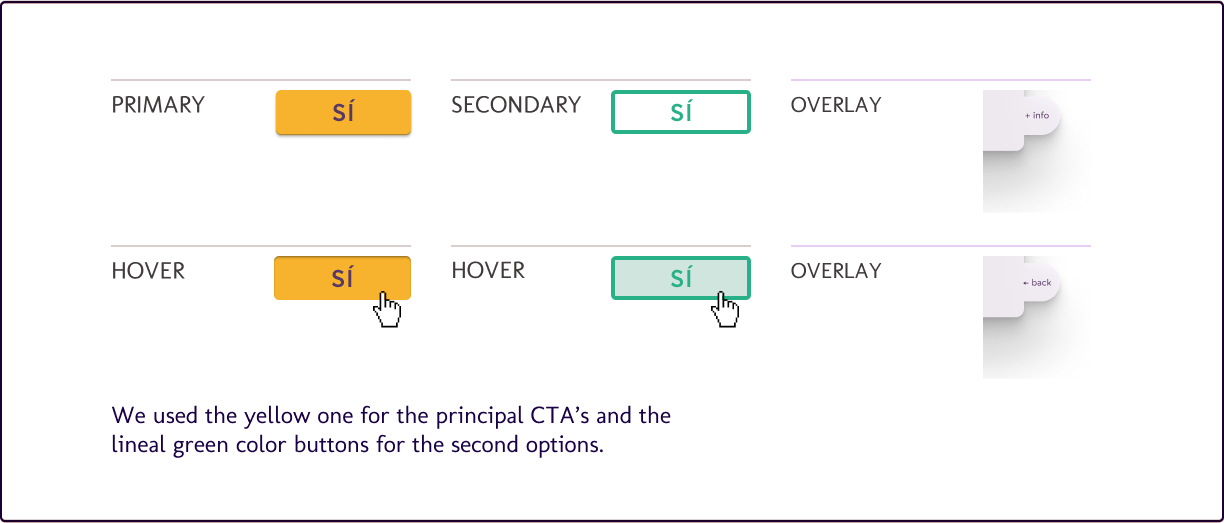 PRIMARY
SÍ
SECONDARY
SÍ
OVERLAY
+ info
HOVER
SÍ
HOVER
SÍ
OVERLAY
← back
We used the yellow one for the principal CTA’s and the
lineal green color buttons for the second options.